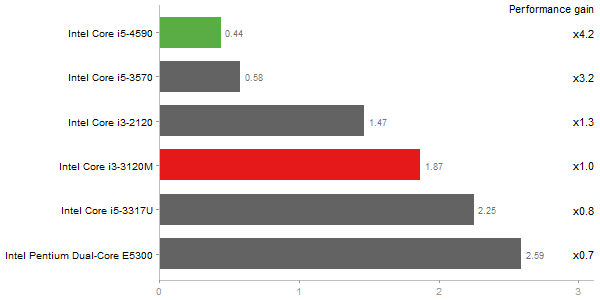 Performance gain
Intel Core i5-4590 0.44 x4.2
Intel Core i5-3570 0.58 x3.2
Intel Core i3-2120 1.47 x1.3
Intel Core i3-3120M 1.87 x1.0
Intel Core i5-3317U 2.25 x0.8
Intel Pentium Dual-Core E5300 2.59 x0.7
0 1 2 3